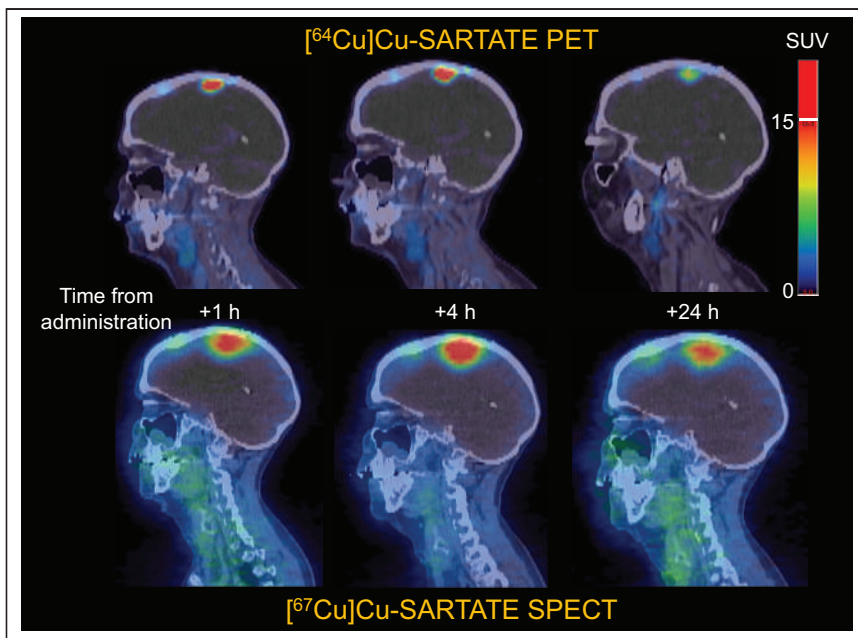 [⁶⁴Cu]Cu-SARTATE PET
SUV
15
0
Time from
administration
+1 h
+4 h
+24 h
[⁶⁷Cu]Cu-SARTATE SPECT